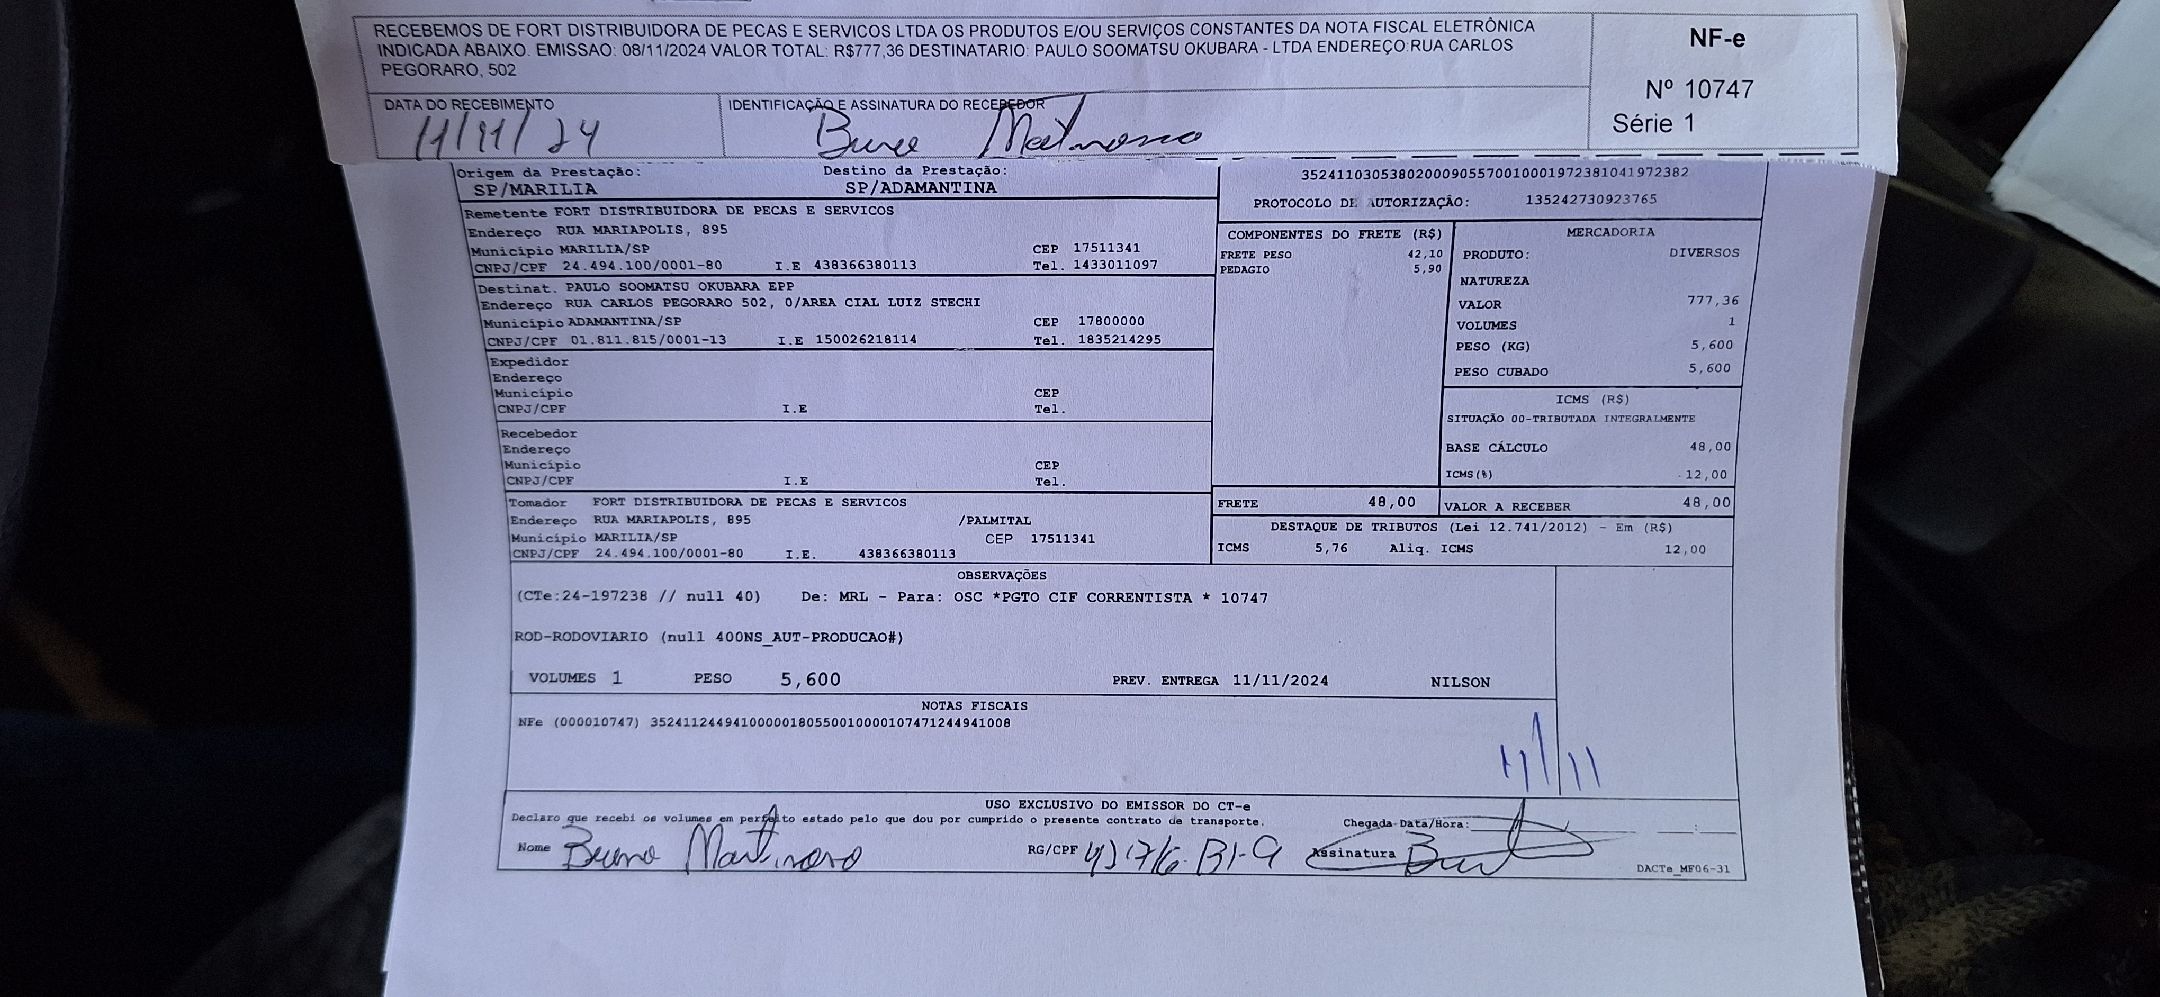 RECEBEMOS DE FORT DISTRIBUIDORA DE PECAS E SERVICOS LTDA OS PRODUTOS E/OU SERVIÇOS CONSTANTES DA NOTA FISCAL ELETRÔNICA
INDICADA ABAIXO. EMISSAO: 08/11/2024 VALOR TOTAL: R$777,36 DESTINATARIO: PAULO SOOMATSU OKUBARA - LTDA ENDEREÇO:RUA CARLOS
PEGORARO, 502
NF-e
Nº 10747
Série 1
DATA DO RECEBIMENTO
11/11/24
IDENTIFICAÇÃO E ASSINATURA DO RECEBEDOR
Origem da Prestação: Destino da Prestação:
SP/MARILIA SP/ADAMANTINA
35241103053802000905570010001972381041972382
PROTOCOLO DE AUTORIZAÇÃO: 135242730923765
Remetente FORT DISTRIBUIDORA DE PECAS E SERVICOS
Endereço RUA MARIAPOLIS, 895
Município MARILIA/SP CEP 17511341
CNPJ/CPF 24.494.100/0001-80 I.E 438366380113 Tel. 1433011097
Destinat. PAULO SOOMATSU OKUBARA EPP
Endereço RUA CARLOS PEGORARO 502, 0/AREA CIAL LUIZ STECHI
Município ADAMANTINA/SP CEP 17800000
CNPJ/CPF 01.811.815/0001-13 I.E 150026218114 Tel. 1835214295
Expedidor
Endereço
Município CEP
CNPJ/CPF I.E Tel.
Recebedor
Endereço
Município CEP
CNPJ/CPF I.E Tel.
Tomador FORT DISTRIBUIDORA DE PECAS E SERVICOS
Endereço RUA MARIAPOLIS, 895 /PALMITAL
Município MARILIA/SP CEP 17511341
CNPJ/CPF 24.494.100/0001-80 I.E. 438366380113
COMPONENTES DO FRETE (R$)
FRETE PESO 42,10
PEDAGIO 5,90
MERCADORIA
PRODUTO: DIVERSOS
NATUREZA
VALOR 777,36
VOLUMES 1
PESO (KG) 5,600
PESO CUBADO 5,600
ICMS (R$)
SITUAÇÃO 00-TRIBUTADA INTEGRALMENTE
BASE CÁLCULO 48,00
ICMS(%) 12,00
FRETE 48,00 VALOR A RECEBER 48,00
DESTAQUE DE TRIBUTOS (Lei 12.741/2012) - Em (R$)
ICMS 5,76 Aliq. ICMS 12,00
OBSERVAÇÕES
(CTe:24-197238 // null 40) De: MRL - Para: OSC *PGTO CIF CORRENTISTA * 10747
ROD-RODOVIARIO (null 400NS_AUT-PRODUCAO#)
VOLUMES 1 PESO 5,600 PREV. ENTREGA 11/11/2024 NILSON
NOTAS FISCAIS
NFe (000010747) 35241124494100000180550010000107471244941008
11/11
USO EXCLUSIVO DO EMISSOR DO CT-e
Declaro que recebi os volumes em perfeito estado pelo que dou por cumprido o presente contrato de transporte. Chegada-Data/Hora:
Nome Bruno RG/CPF Assinatura
DACTe_MF06-31